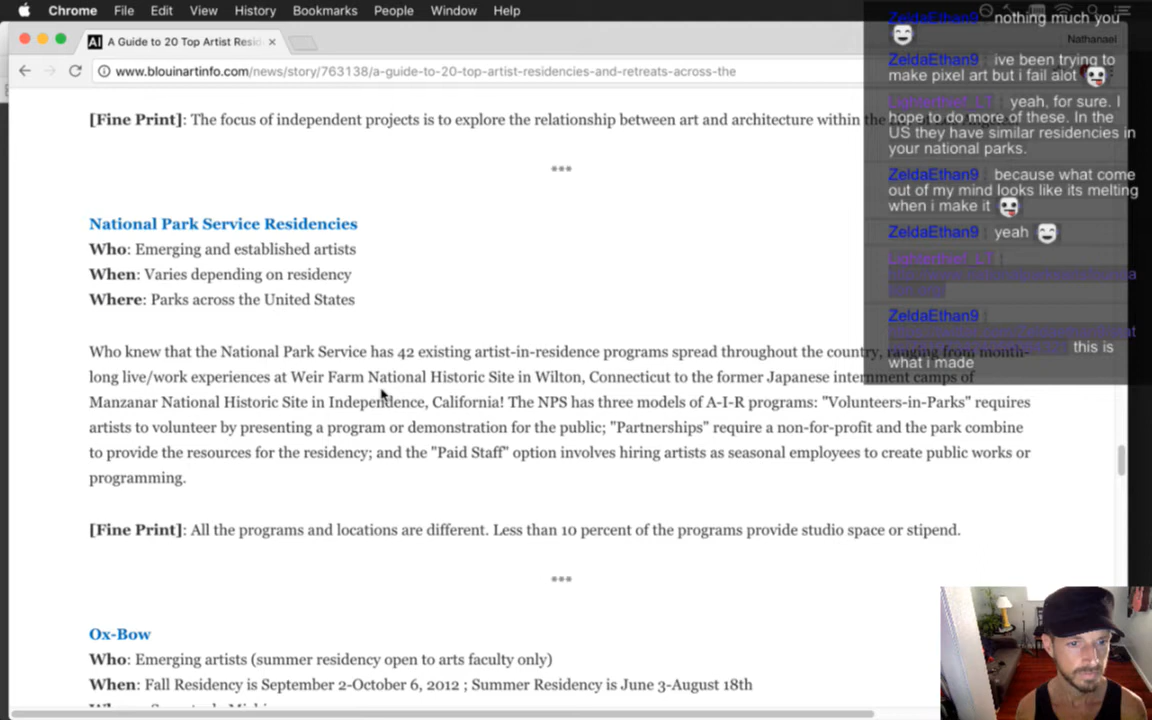 Chrome File Edit View History Bookmarks People Window Help
Nathanael
AI A Guide to 20 Top Artist Resid
www.blouinartinfo.com/news/story/763138/a-guide-to-20-top-artist-residencies-and-retreats-across-the
[Fine Print]: The focus of independent projects is to explore the relationship between art and architecture within the
National Park Service Residencies
Who: Emerging and established artists
When: Varies depending on residency
Where: Parks across the United States
Who knew that the National Park Service has 42 existing artist-in-residence programs spread throughout the country, ranging from month-
long live/work experiences at Weir Farm National Historic Site in Wilton, Connecticut to the former Japanese internment camps of
Manzanar National Historic Site in Independence, California! The NPS has three models of A-I-R programs: "Volunteers-in-Parks" requires
artists to volunteer by presenting a program or demonstration for the public; "Partnerships" require a non-for-profit and the park combine
to provide the resources for the residency; and the "Paid Staff" option involves hiring artists as seasonal employees to create public works or
programming.
[Fine Print]: All the programs and locations are different. Less than 10 percent of the programs provide studio space or stipend.
Ox-Bow
Who: Emerging artists (summer residency open to arts faculty only)
When: Fall Residency is September 2-October 6, 2012 ; Summer Residency is June 3-August 18th
ZeldaEthan9 : nothing much you
ZeldaEthan9 : ive been trying to
make pixel art but i fail alot
Lighterthief_LT : yeah, for sure. I
hope to do more of these. In the
US they have similar residencies in
your national parks.
ZeldaEthan9 : because what come
out of my mind looks like its melting
when i make it
ZeldaEthan9 : yeah
Lighterthief_LT :
ZeldaEthan9 :
this is
what i made